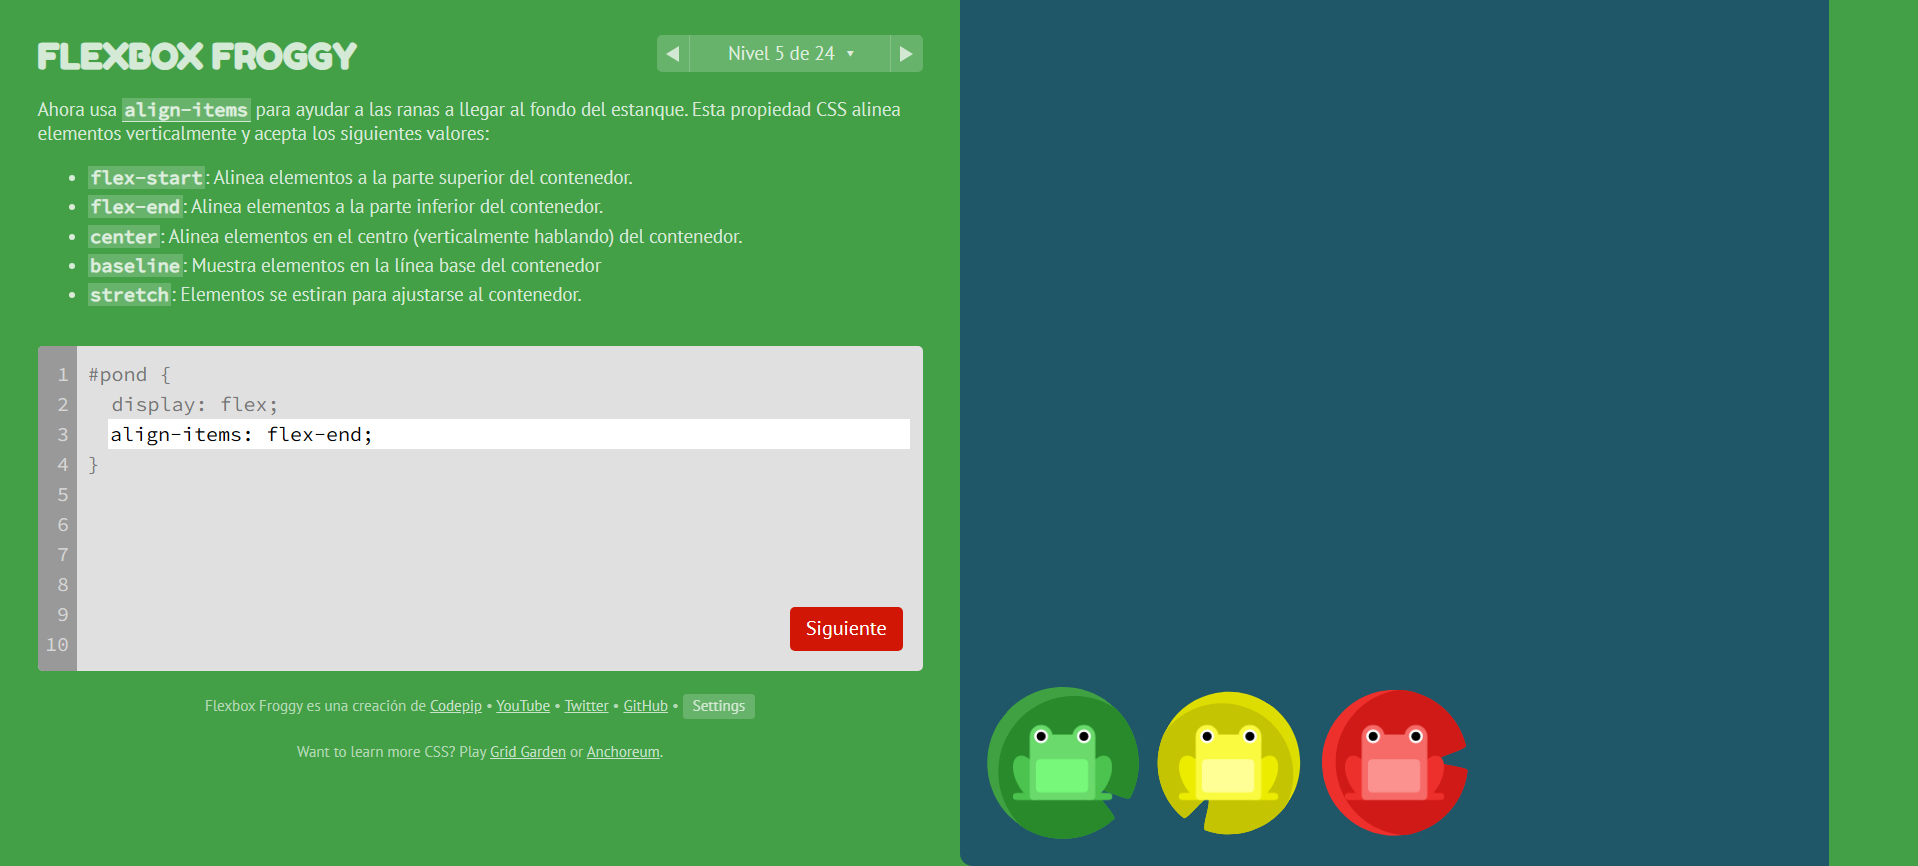 FLEXBOX FROGGY
Nivel 5 de 24
Ahora usa align-items para ayudar a las ranas a llegar al fondo del estanque. Esta propiedad CSS alinea
elementos verticalmente y acepta los siguientes valores:
• flex-start: Alinea elementos a la parte superior del contenedor.
• flex-end: Alinea elementos a la parte inferior del contenedor.
• center: Alinea elementos en el centro (verticalmente hablando) del contenedor.
• baseline: Muestra elementos en la línea base del contenedor
• stretch: Elementos se estiran para ajustarse al contenedor.
1 #pond {
2 display: flex;
3 align-items: flex-end;
4 }
5
6
7
8
9
10
Siguiente
Flexbox Froggy es una creación de Codepip • YouTube • Twitter • GitHub • Settings
Want to learn more CSS? Play Grid Garden or Anchoreum.